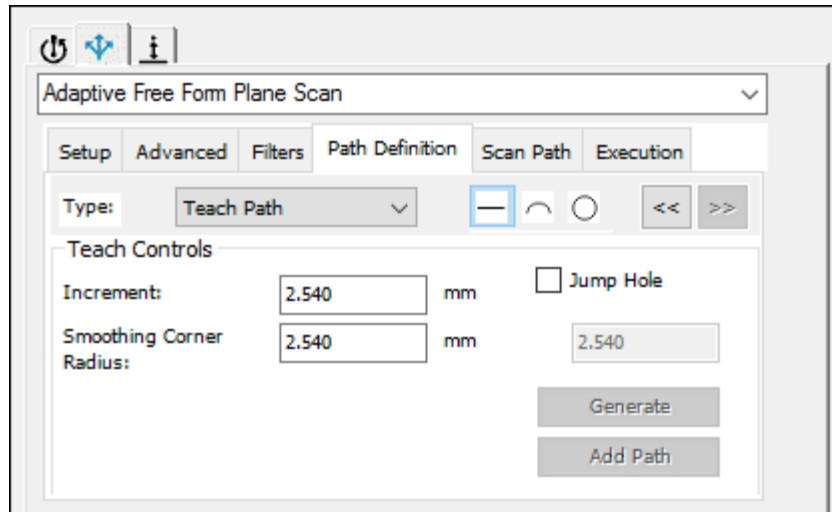 Adaptive Free Form Plane Scan
Setup Advanced Filters Path Definition Scan Path Execution
Type: Teach Path << >>
Teach Controls
Increment: 2.540 mm Jump Hole
Smoothing Corner Radius: 2.540 mm 2.540
Generate
Add Path